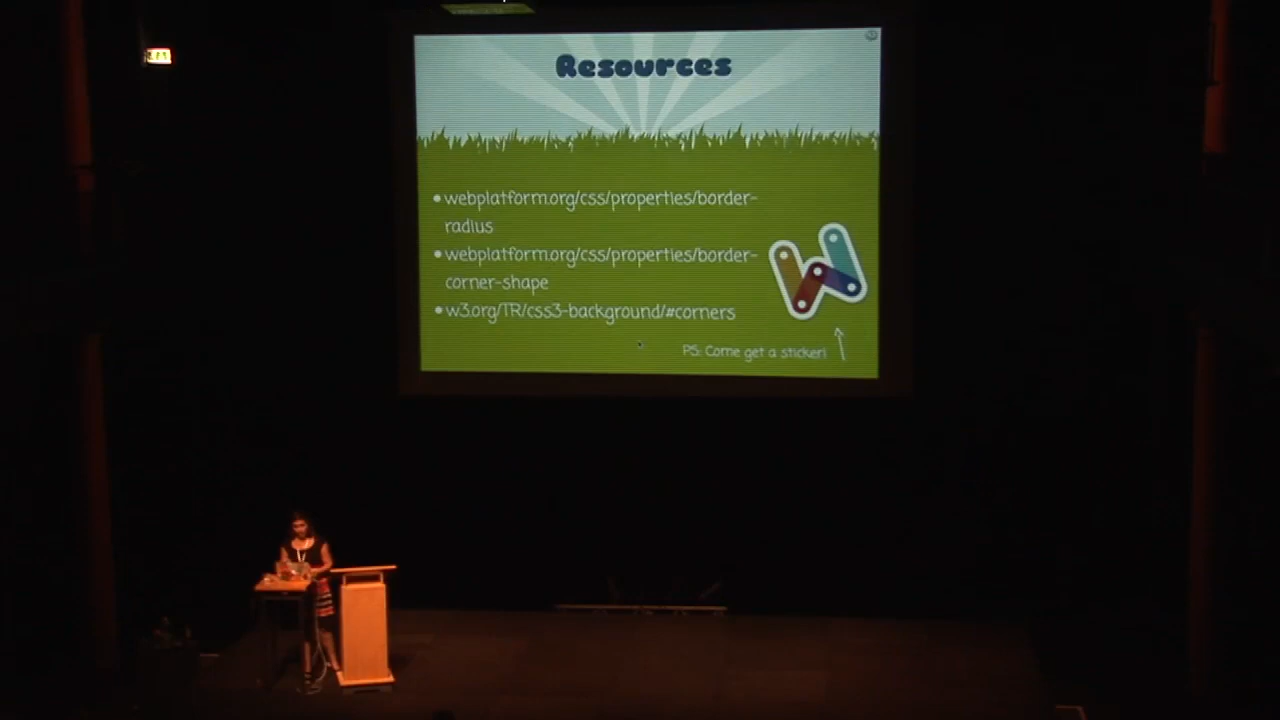 Resources
• webplatform.org/css/properties/border-
radius
• webplatform.org/css/properties/border-
corner-shape
• w3.org/TR/css3-background/#corners
PS: Come get a sticker!